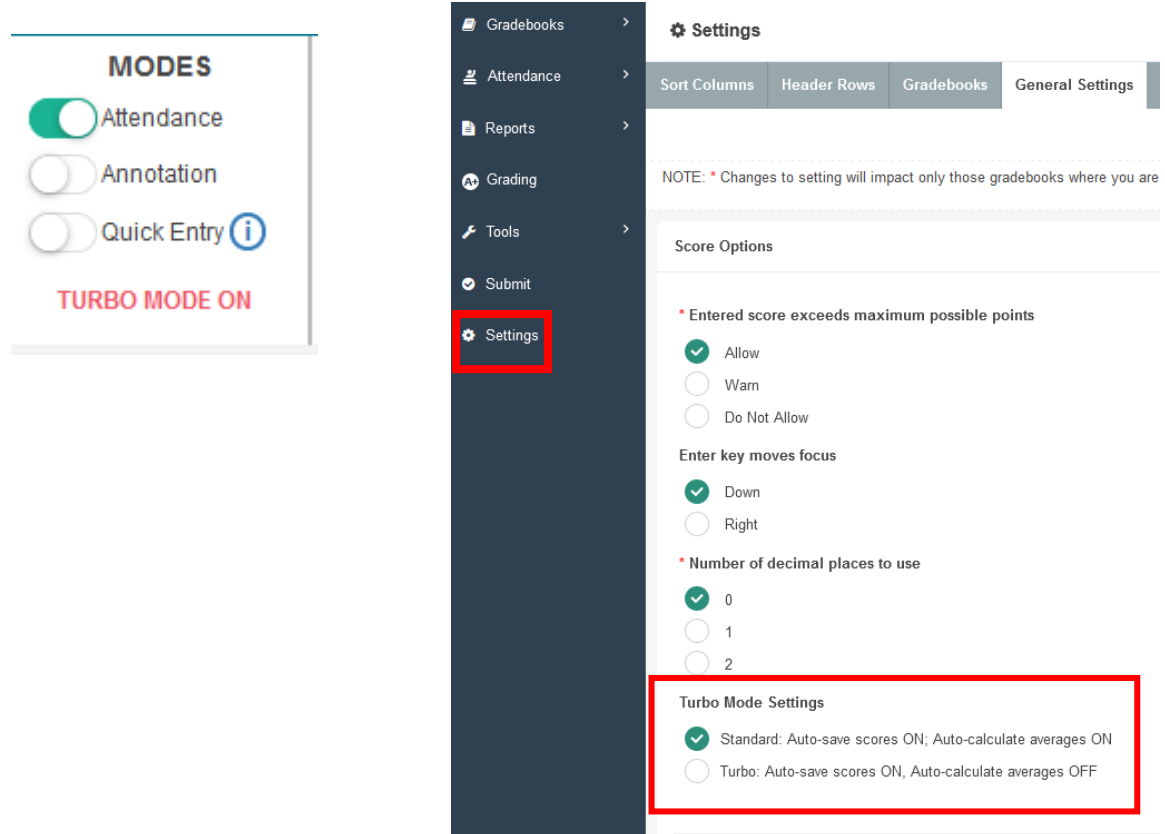 MODES
Attendance
Annotation
Quick Entry
TURBO MODE ON
Gradebooks
Attendance
Reports
A+ Grading
Tools
Submit
Settings
Settings
Sort Columns Header Rows Gradebooks General Settings
NOTE: * Changes to setting will impact only those gradebooks where you are
Score Options
* Entered score exceeds maximum possible points
Allow
Warn
Do Not Allow
Enter key moves focus
Down
Right
* Number of decimal places to use
0
1
2
Turbo Mode Settings
Standard: Auto-save scores ON; Auto-calculate averages ON
Turbo: Auto-save scores ON, Auto-calculate averages OFF